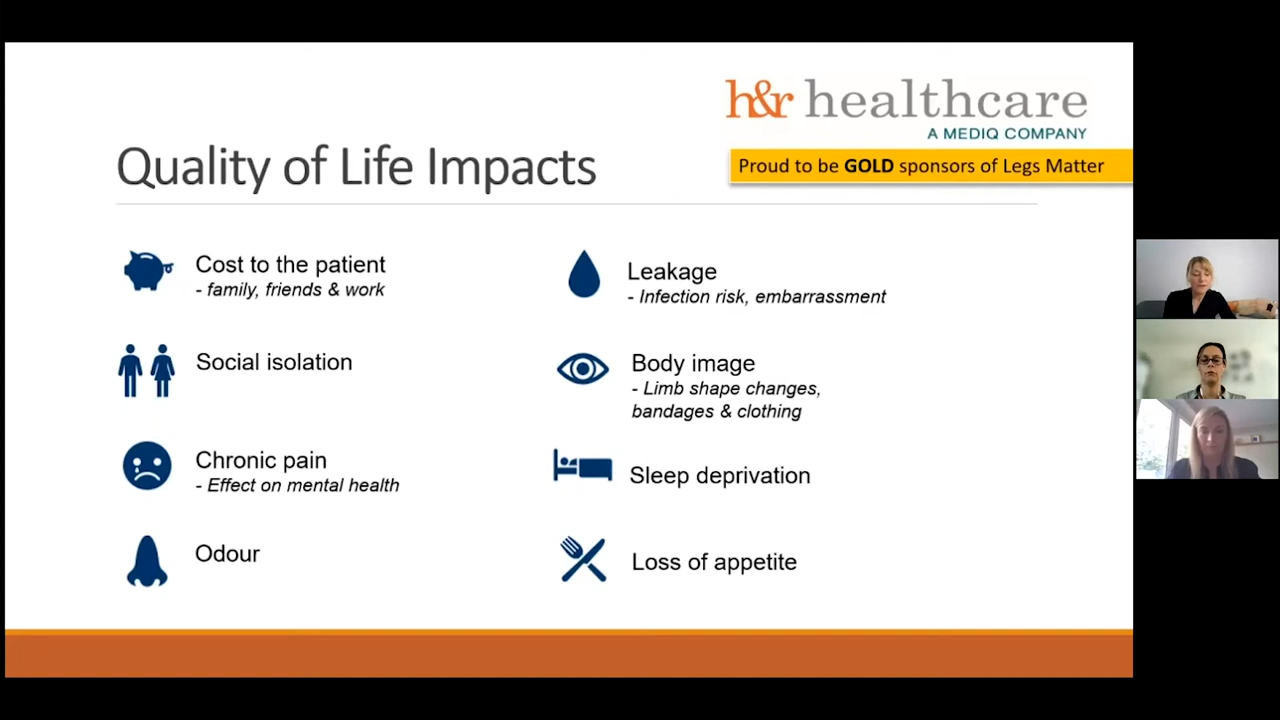 h&r healthcare
A MEDIQ COMPANY
Proud to be GOLD sponsors of Legs Matter
Quality of Life Impacts
Cost to the patient
- family, friends & work
Social isolation
Chronic pain
- Effect on mental health
Odour
Leakage
- Infection risk, embarrassment
Body image
- Limb shape changes,
bandages & clothing
Sleep deprivation
Loss of appetite